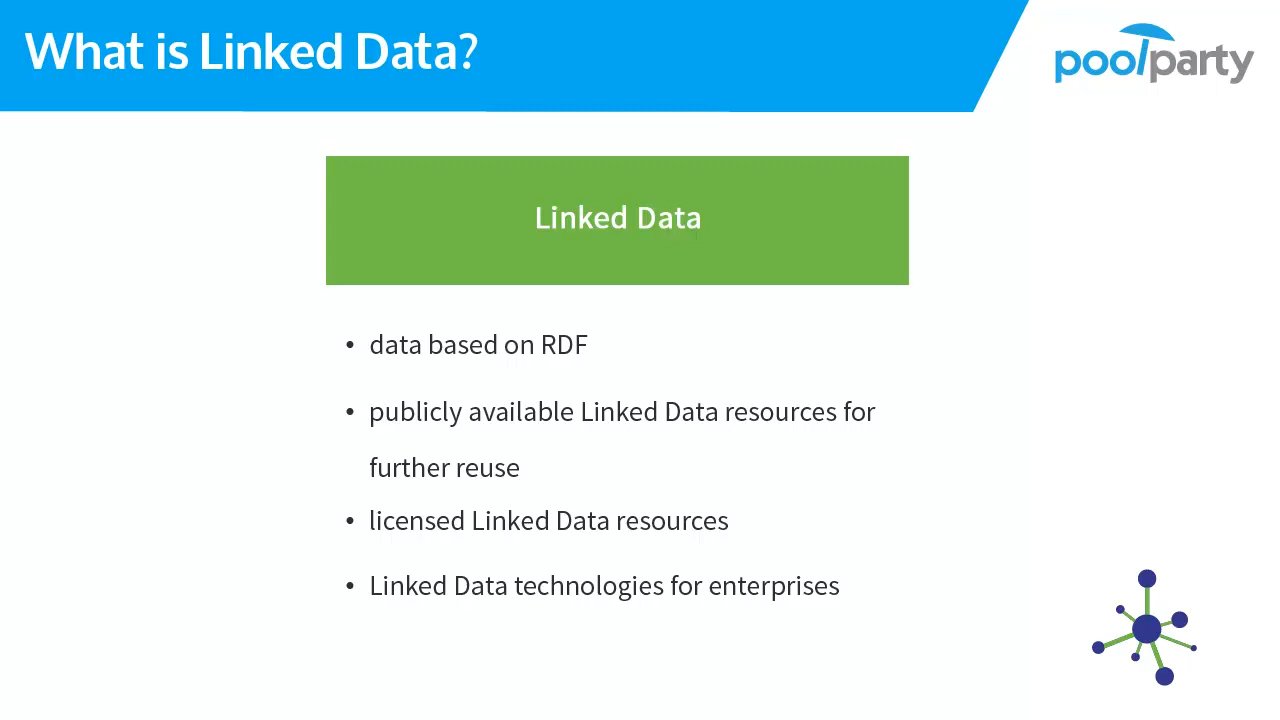 What is Linked Data?
poolparty
Linked Data
• data based on RDF
• publicly available Linked Data resources for
further reuse
• licensed Linked Data resources
• Linked Data technologies for enterprises